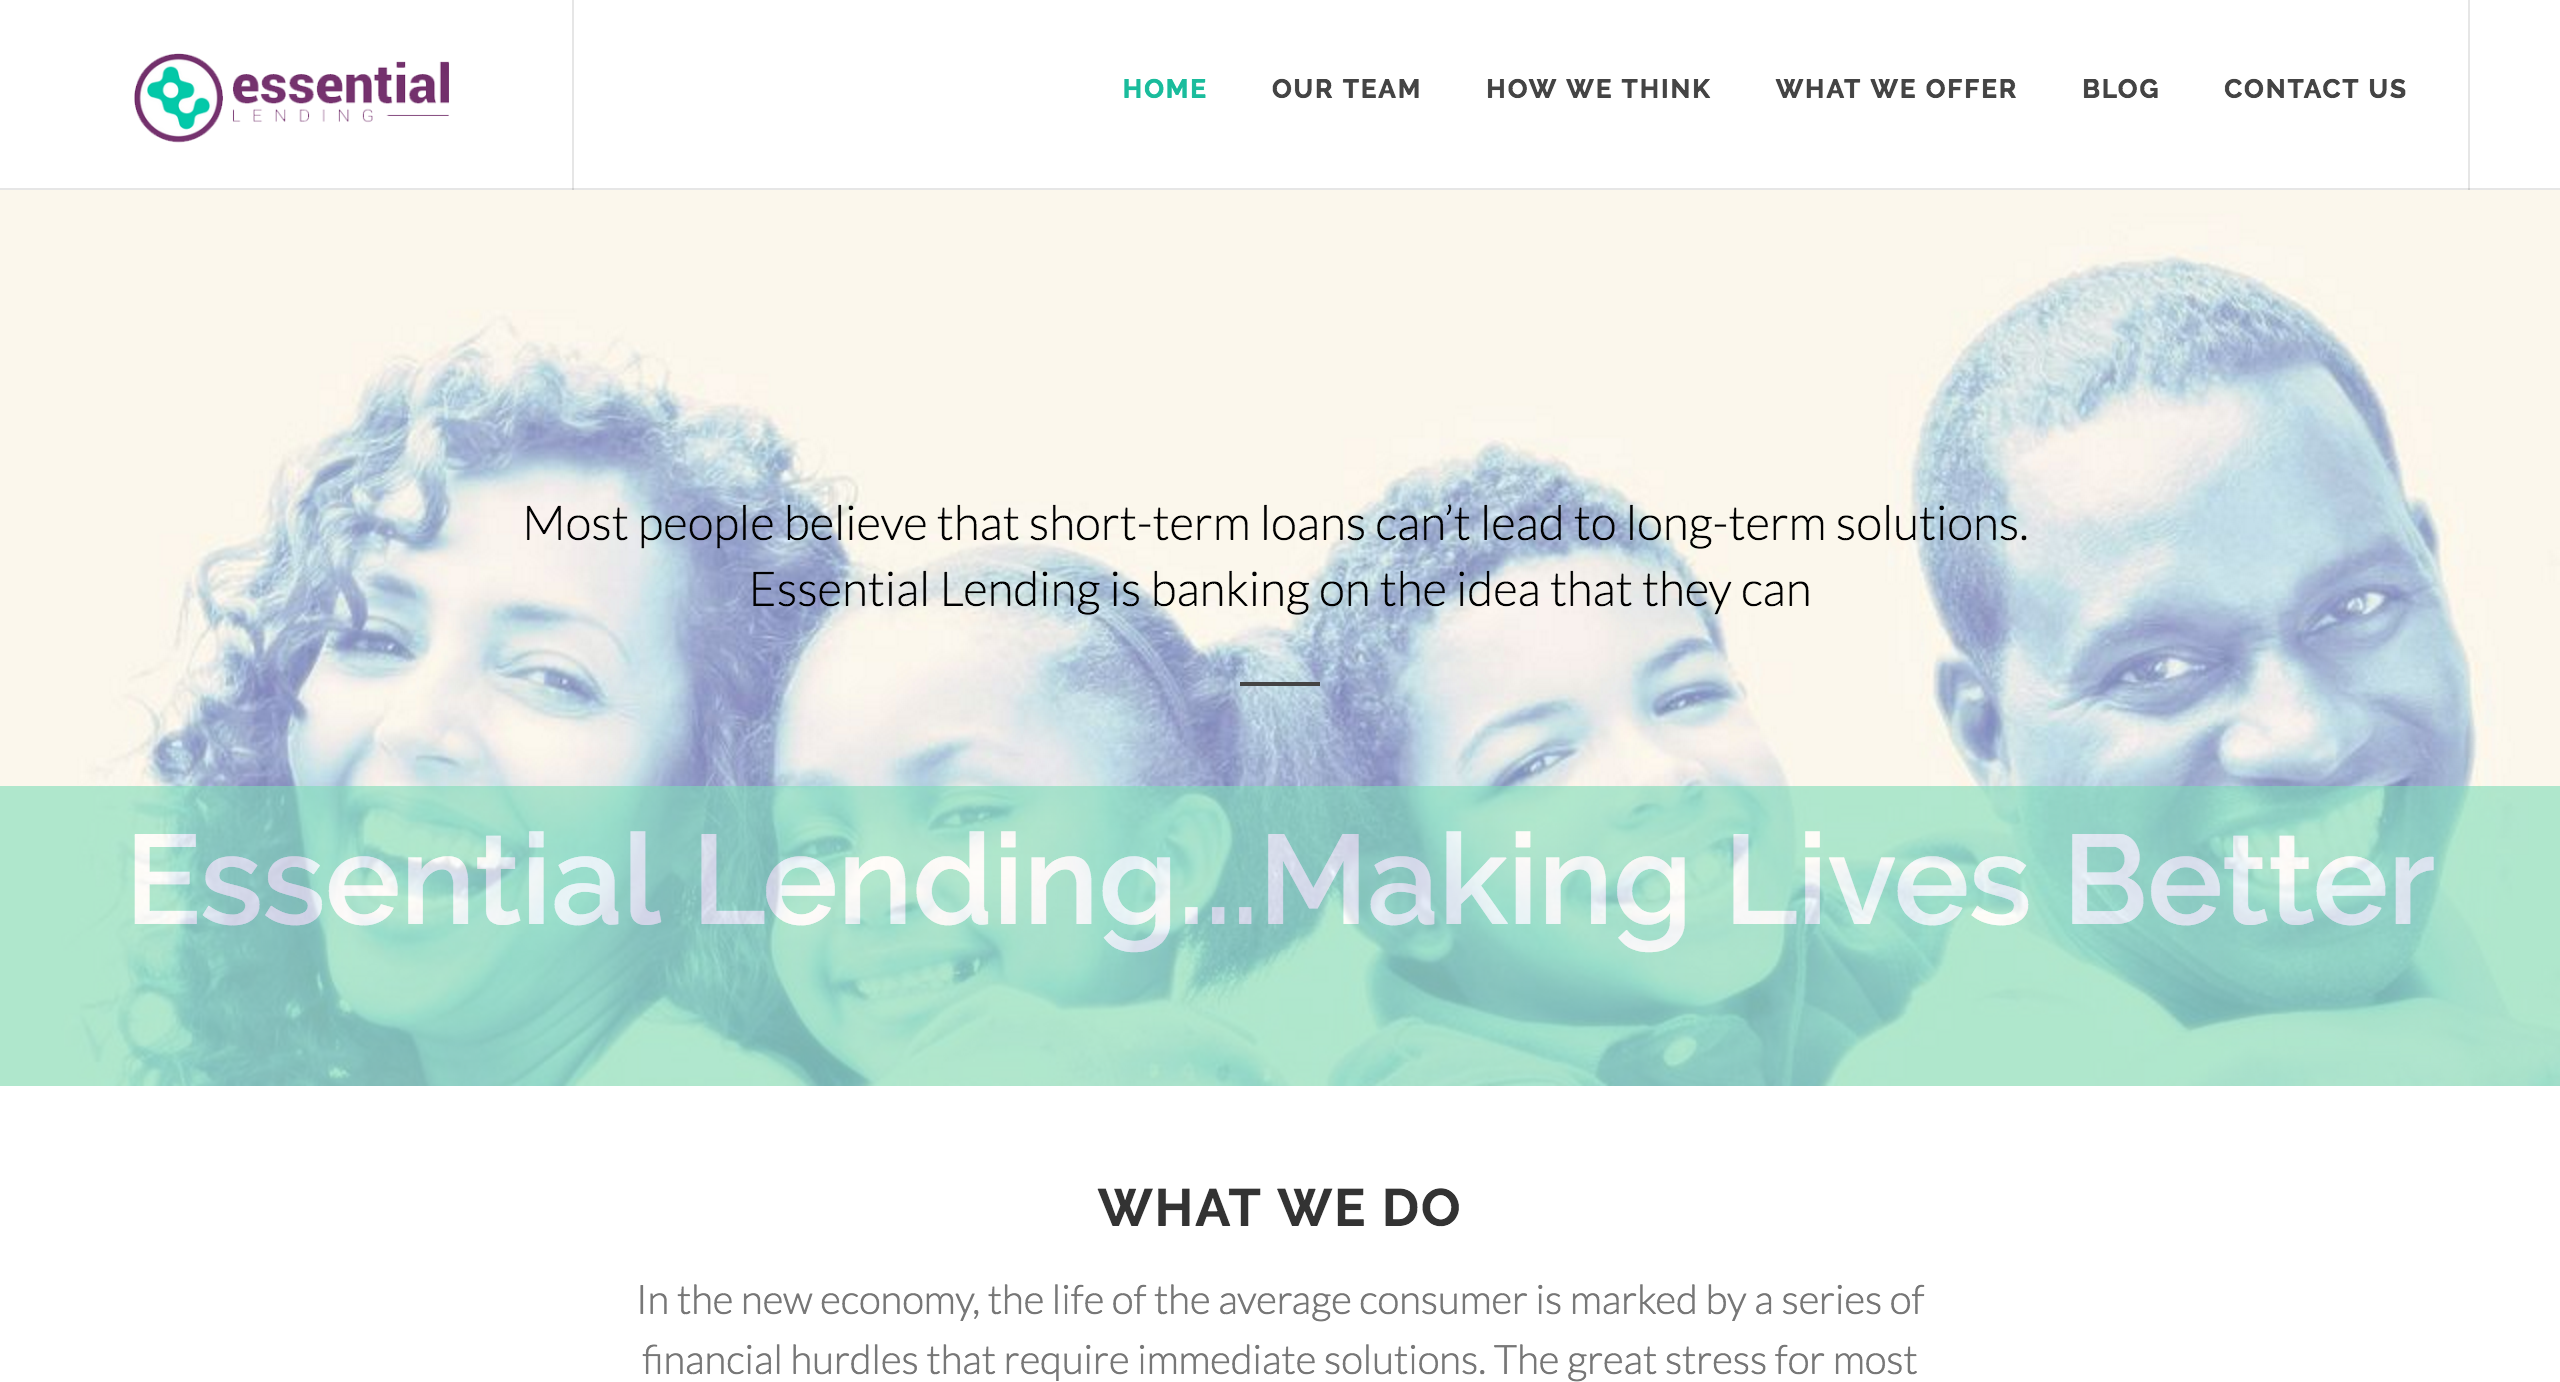 essential
LENDING
HOME
OUR TEAM
HOW WE THINK
WHAT WE OFFER
BLOG
CONTACT US
Most people believe that short-term loans can’t lead to long-term solutions.
Essential Lending is banking on the idea that they can
Essential Lending...Making Lives Better
WHAT WE DO
In the new economy, the life of the average consumer is marked by a series of
financial hurdles that require immediate solutions. The great stress for most